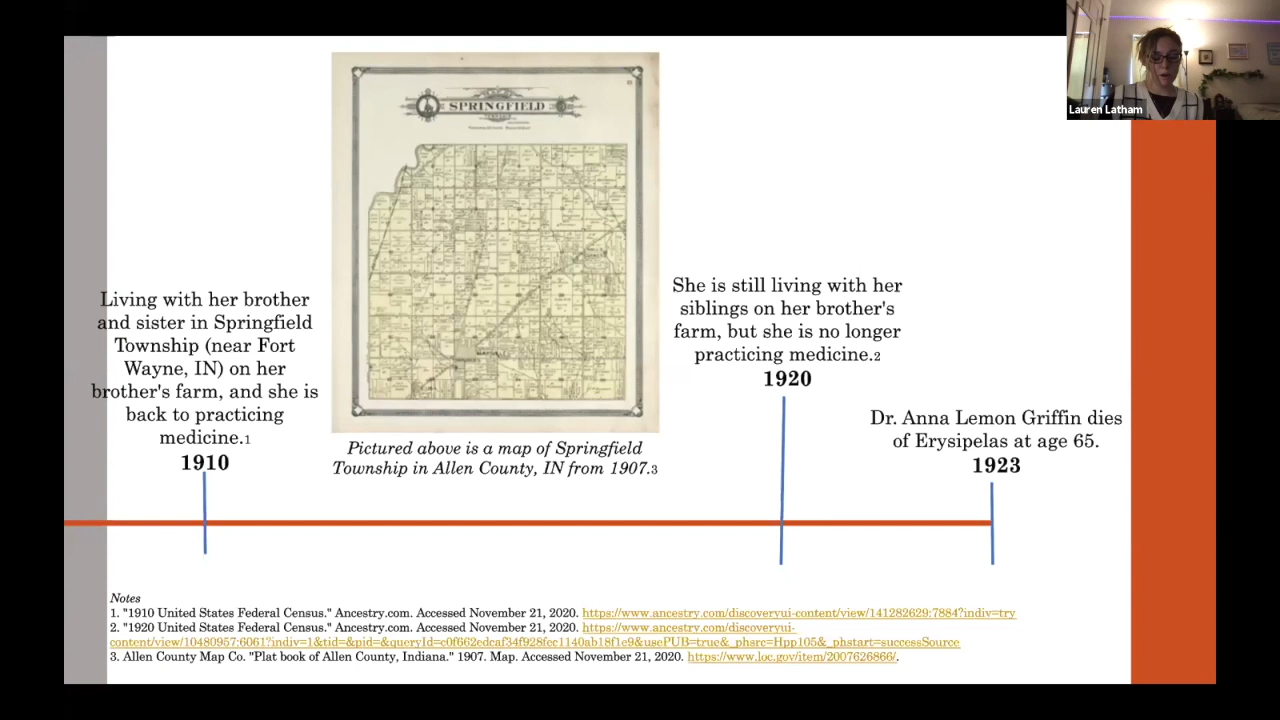 Lauren Latham
SPRINGFIELD
Living with her brother
and sister in Springfield
Township (near Fort
Wayne, IN) on her
brother's farm, and she is
back to practicing
medicine.1
1910
Pictured above is a map of Springfield
Township in Allen County, IN from 1907.3
She is still living with her
siblings on her brother's
farm, but she is no longer
practicing medicine.2
1920
Dr. Anna Lemon Griffin dies
of Erysipelas at age 65.
1923
Notes
1. "1910 United States Federal Census." Ancestry.com. Accessed November 21, 2020. https://www.ancestry.com/discoveryui-content/view/141282629:7884?indiv=try
2. "1920 United States Federal Census." Ancestry.com. Accessed November 21, 2020. https://www.ancestry.com/discoveryui-
content/view/10480957:6061?indiv=1&tid=&pid=&queryId=c0f662edcaf34f928fec1140ab18f1e9&usePUB=true&_phsrc=Hpp105&_phstart=successSource
3. Allen County Map Co. "Plat book of Allen County, Indiana." 1907. Map. Accessed November 21, 2020. https://www.loc.gov/item/2007626866/.